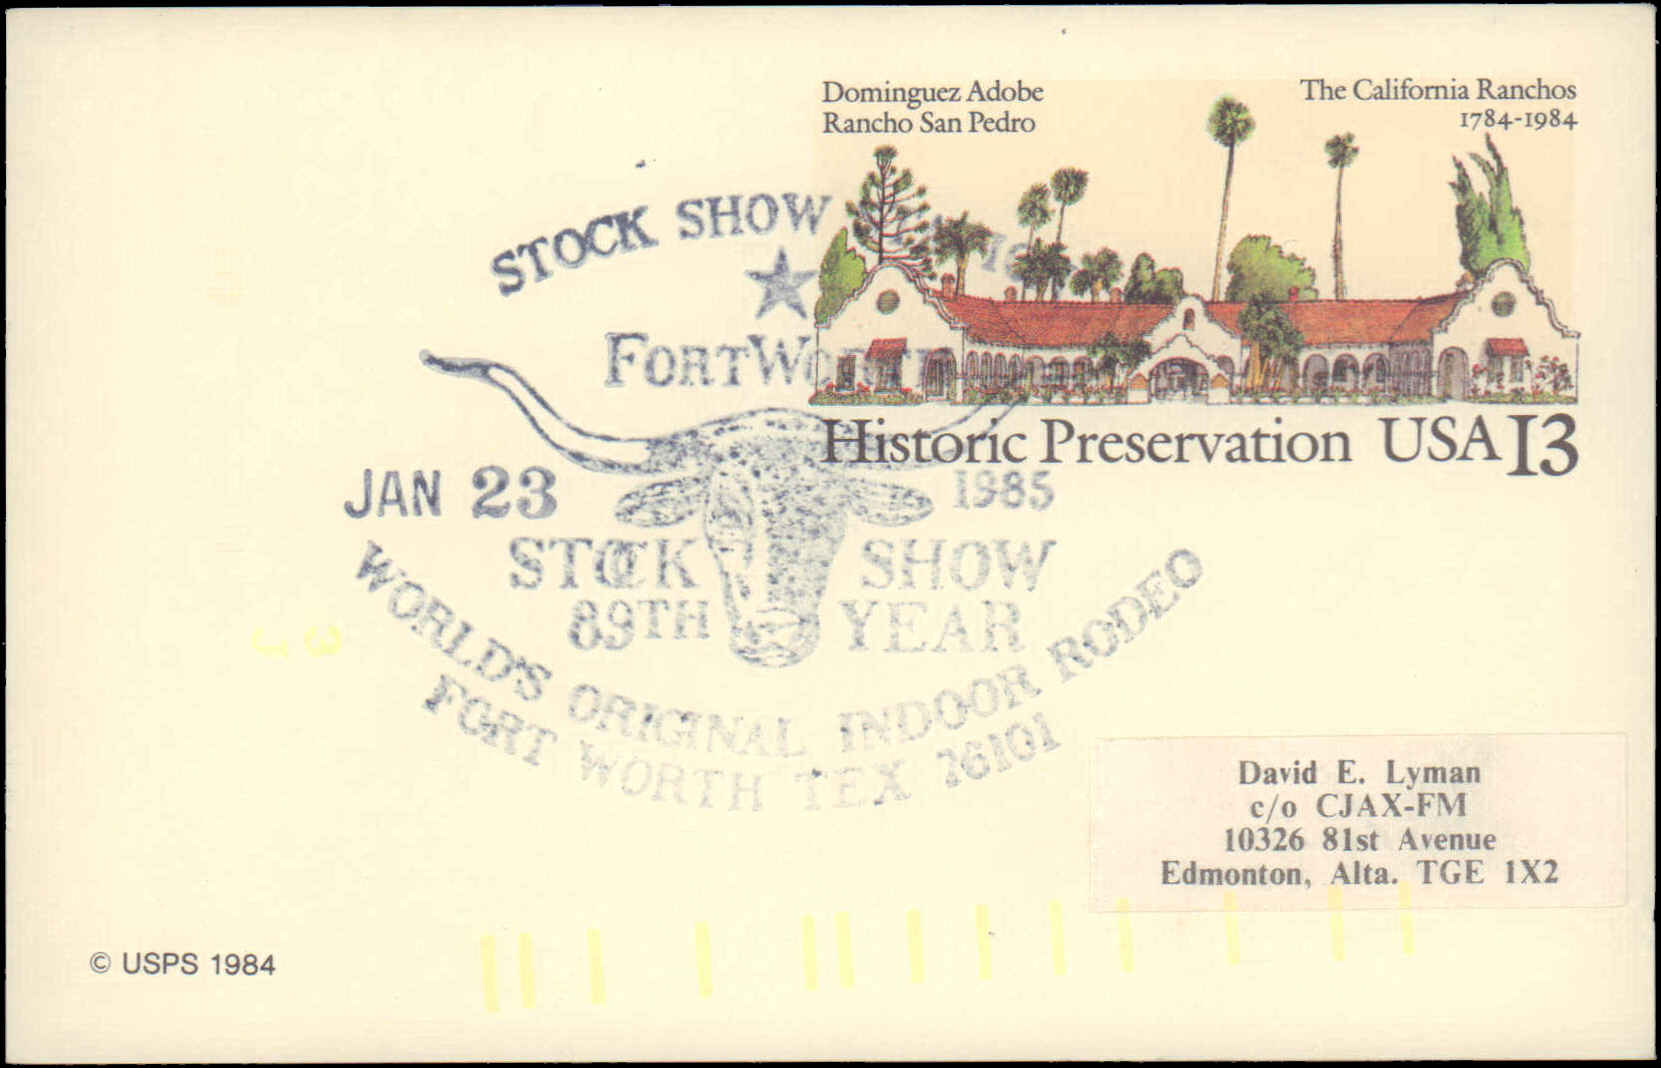 Dominguez Adobe
Rancho San Pedro
The California Ranchos
1784-1984
STOCK SHOW
FORT WORTH
Historic Preservation USA 13
JAN 23 1985
STOCK SHOW
89TH YEAR
WORLD'S ORIGINAL INDOOR RODEO
FORT WORTH TEX 76101
David E. Lyman
c/o CJAX-FM
10326 81st Avenue
Edmonton, Alta. TGE 1X2
© USPS 1984